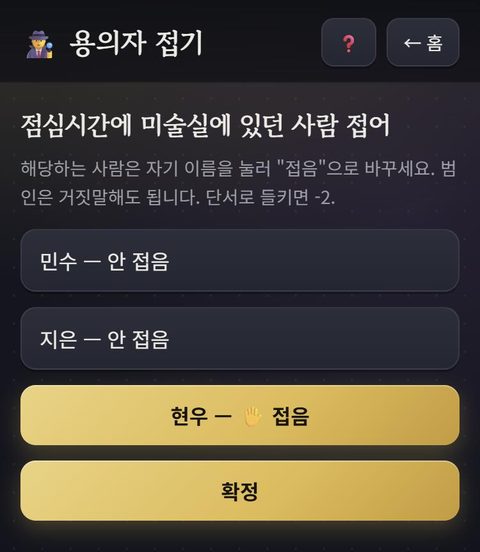 용의자 접기
? ← 홈
점심시간에 미술실에 있던 사람 접어
해당하는 사람은 자기 이름을 눌러 "접음"으로 바꾸세요. 범
인은 거짓말해도 됩니다. 단서로 들키면 -2.
민수 — 안 접음
지은 — 안 접음
현우 — 🖐 접음
확정